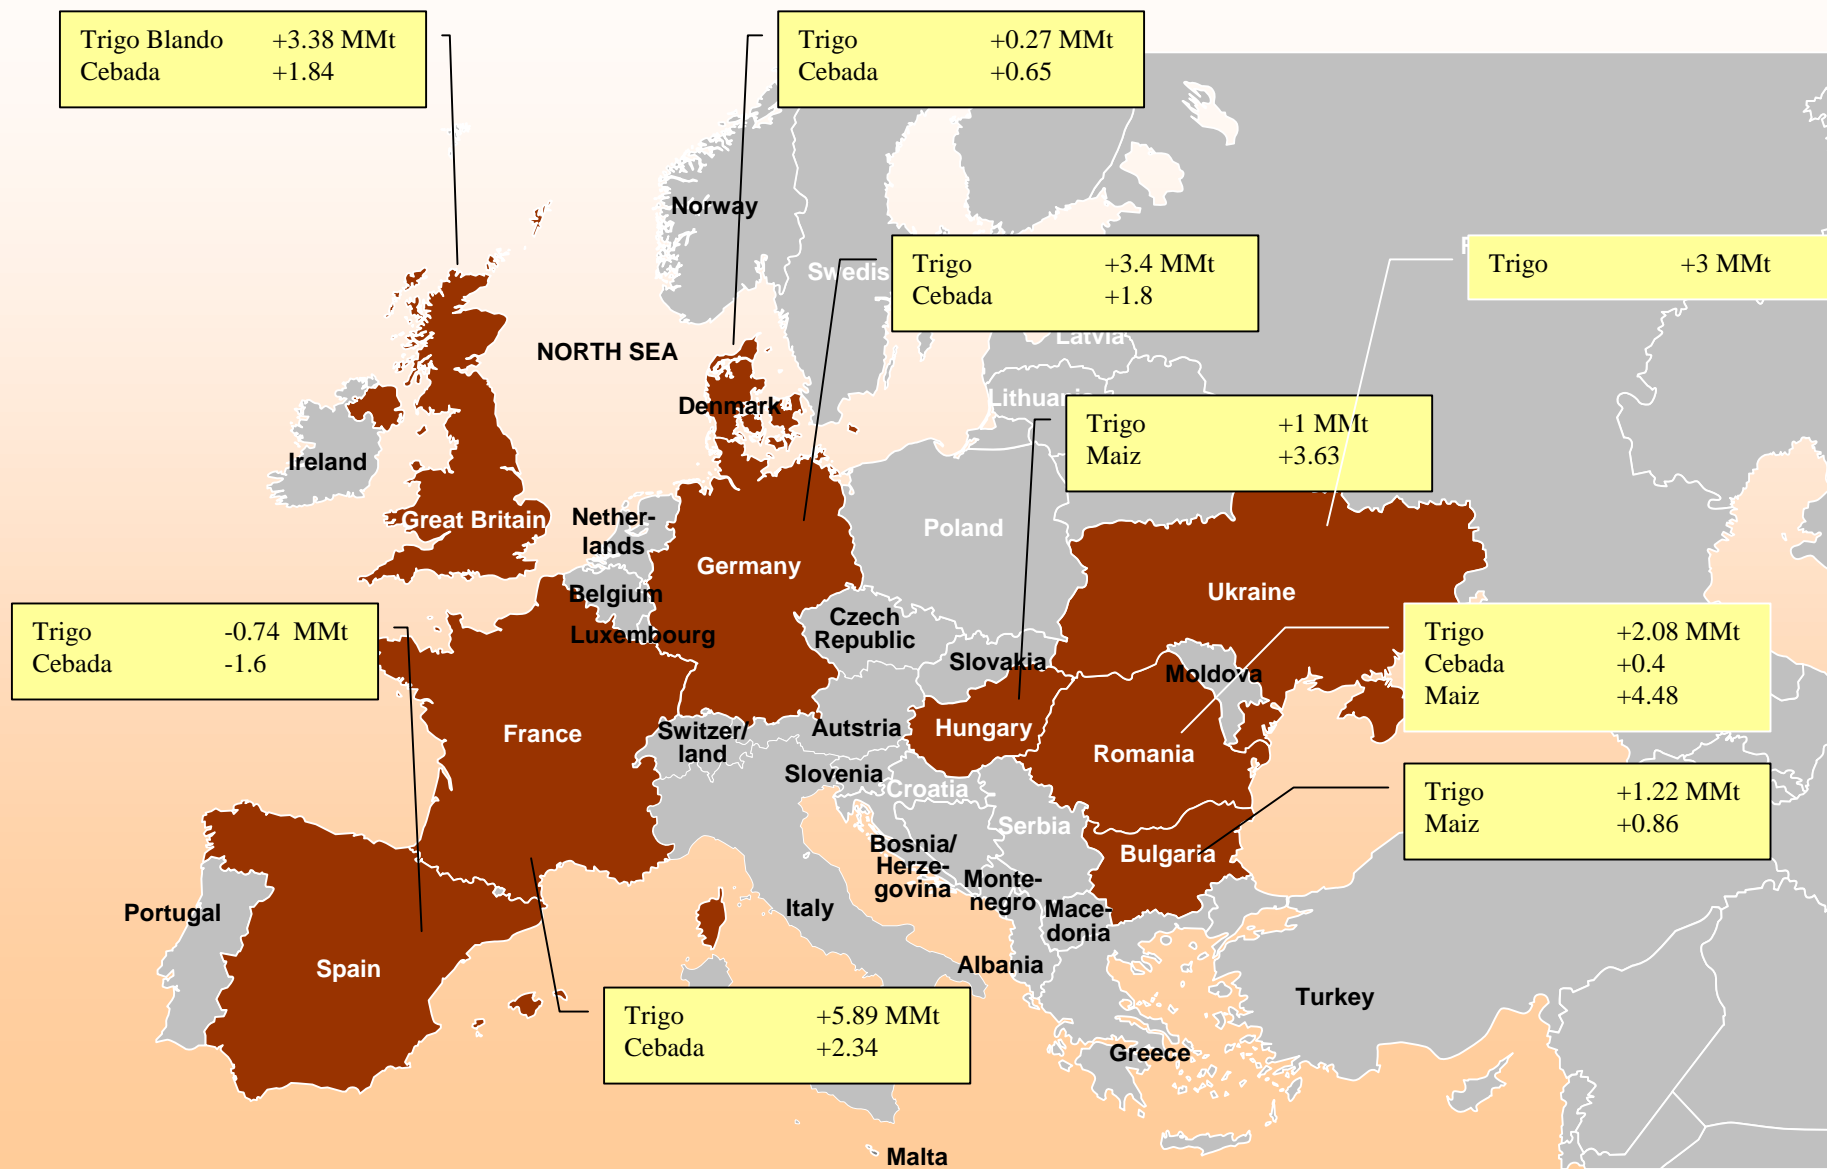 Trigo Blando +3.38 MMt
Cebada +1.84
Trigo +0.27 MMt
Cebada +0.65
Norway
Trigo +3.4 MMt
Cebada +1.8
Trigo +3 MMt
NORTH SEA
Latvia
Denmark
Trigo +1 MMt
Maiz +3.63
Ireland
Great Britain
Nether-
lands
Poland
Germany
Belgium
Ukraine
Luxembourg
Czech
Republic
Trigo -0.74 MMt
Cebada -1.6
Slovakia
Moldova
Trigo +2.08 MMt
Cebada +0.4
Maiz +4.48
France
Switzer/
land
Autstria
Hungary
Romania
Slovenia
Croatia
Serbia
Trigo +1.22 MMt
Maiz +0.86
Bosnia/
Herze-
govina
Bulgaria
Monte-
negro
Mace-
donia
Portugal
Italy
Albania
Spain
Turkey
Trigo +5.89 MMt
Cebada +2.34
Greece
Malta